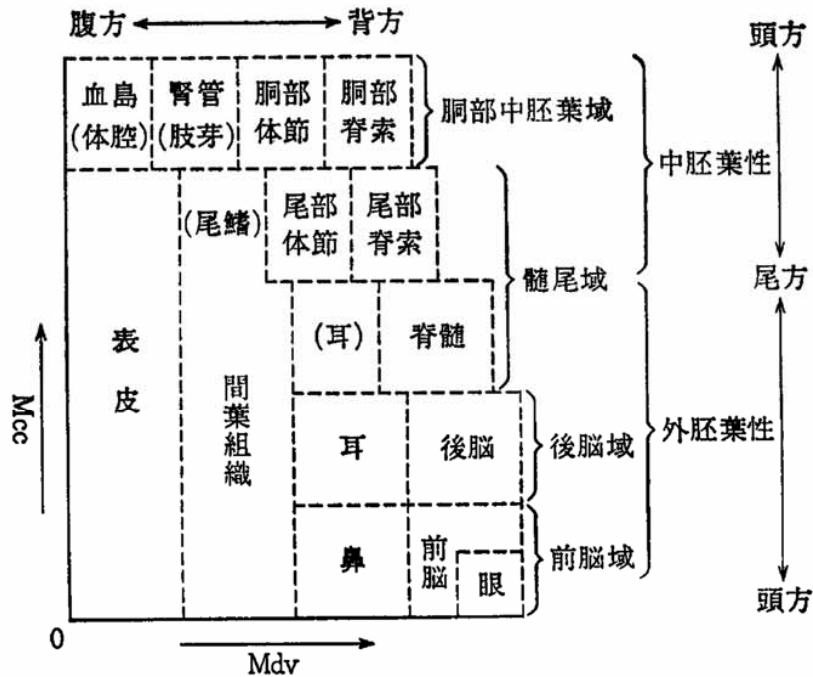 腹方 ⟷ 背方
頭方
血島
(体腔)
腎管
(肢芽)
胴部
体節
胴部
脊索
胴部中胚葉域
中胚葉性
(尾鰭)
尾部
体節
尾部
脊索
髄尾域
尾方
表皮
間葉組織
(耳)
脊髄
耳
後脳
後脳域
外胚葉性
鼻
前脳
眼
前脳域
頭方
Mcc
0
Mdv